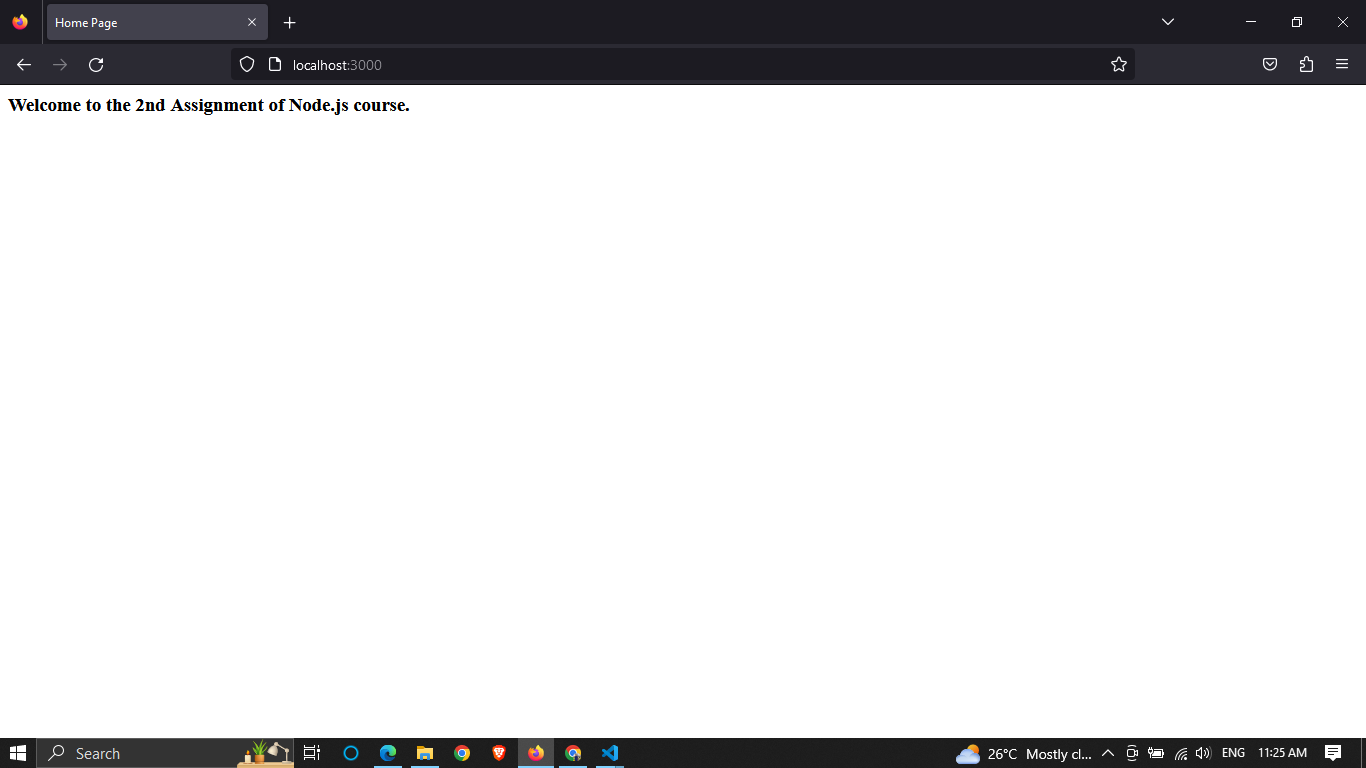 Home Page
localhost:3000
Welcome to the 2nd Assignment of Node.js course.
Search
26°C Mostly cl... ENG 11:25 AM